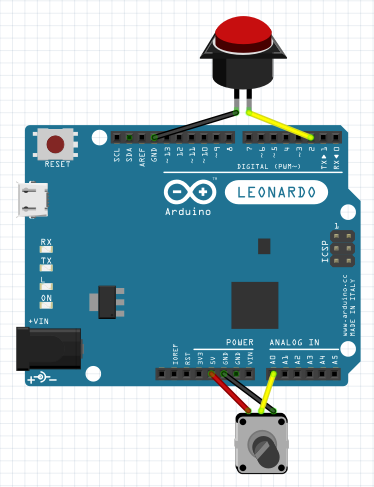 SCL
SDA
AREF
GND
~13
12
~11
~10
~9
8
7
~6
~5
4
~3
2
TX▶1
RX◀0
RESET
DIGITAL (PWM~)
LEONARDO
TM
Arduino
1
ICSP
RX
TX
L
ON
+VIN
www.arduino.cc
MADE IN ITALY
POWER
ANALOG IN
IOREF
RST
3V3
5V
GND
GND
VIN
A0
A1
A2
A3
A4
A5
+ -